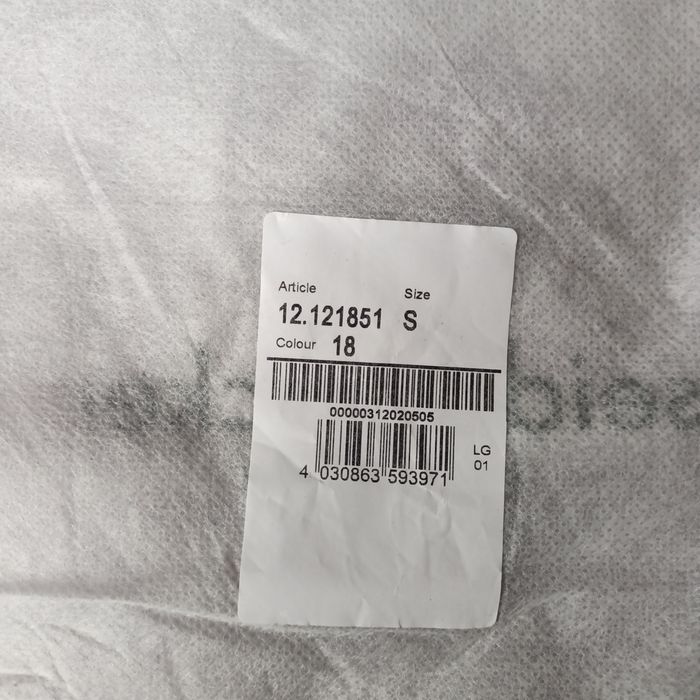 Article Size
12.121851 S
Colour 18
00000312020505
LG
01
4 030863 593971